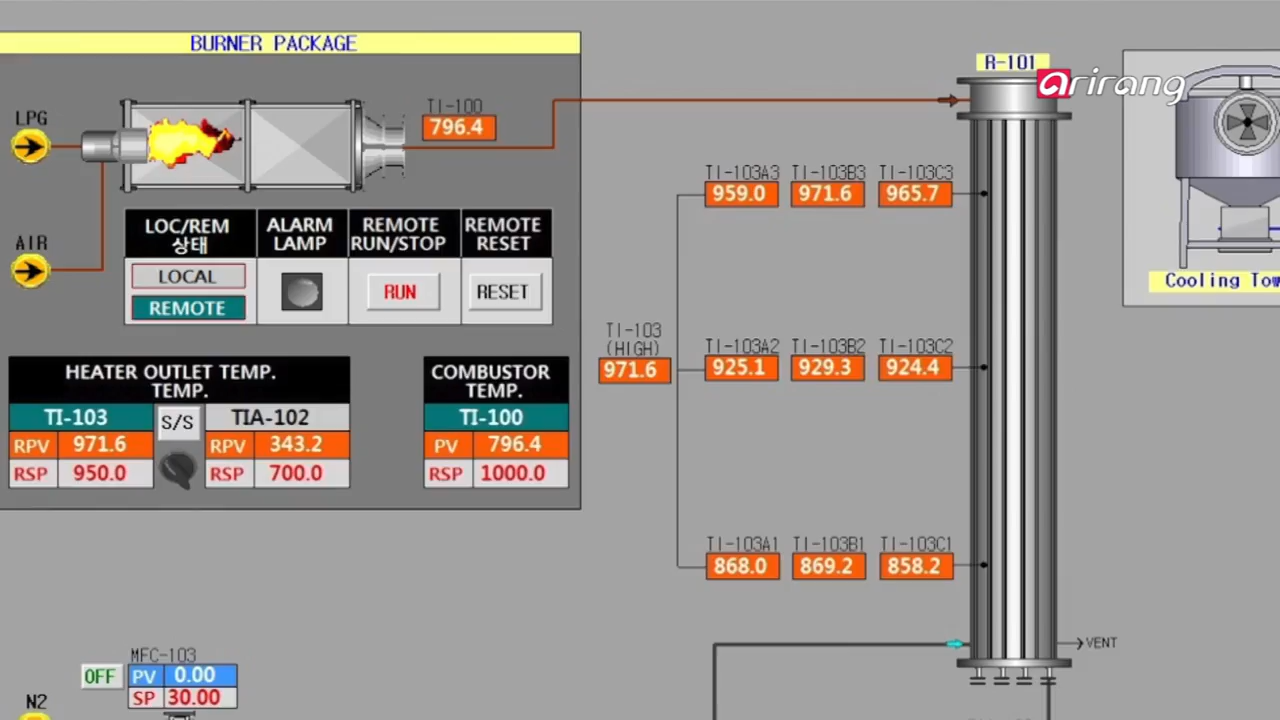 BURNER PACKAGE
R-101
arirang
LPG
TI-100
796.4
AIR
LOC/REM
상태
ALARM
LAMP
REMOTE
RUN/STOP
REMOTE
RESET
LOCAL
REMOTE
RUN
RESET
TI-103A3 TI-103B3 TI-103C3
959.0 971.6 965.7
Cooling Tow
TI-103
(HIGH)
971.6
TI-103A2 TI-103B2 TI-103C2
925.1 929.3 924.4
HEATER OUTLET TEMP.
TEMP.
TI-103 S/S TIA-102
RPV 971.6 RPV 343.2
RSP 950.0 RSP 700.0
COMBUSTOR
TEMP.
TI-100
PV 796.4
RSP 1000.0
TI-103A1 TI-103B1 TI-103C1
868.0 869.2 858.2
VENT
MFC-103
OFF PV 0.00
SP 30.00
N2